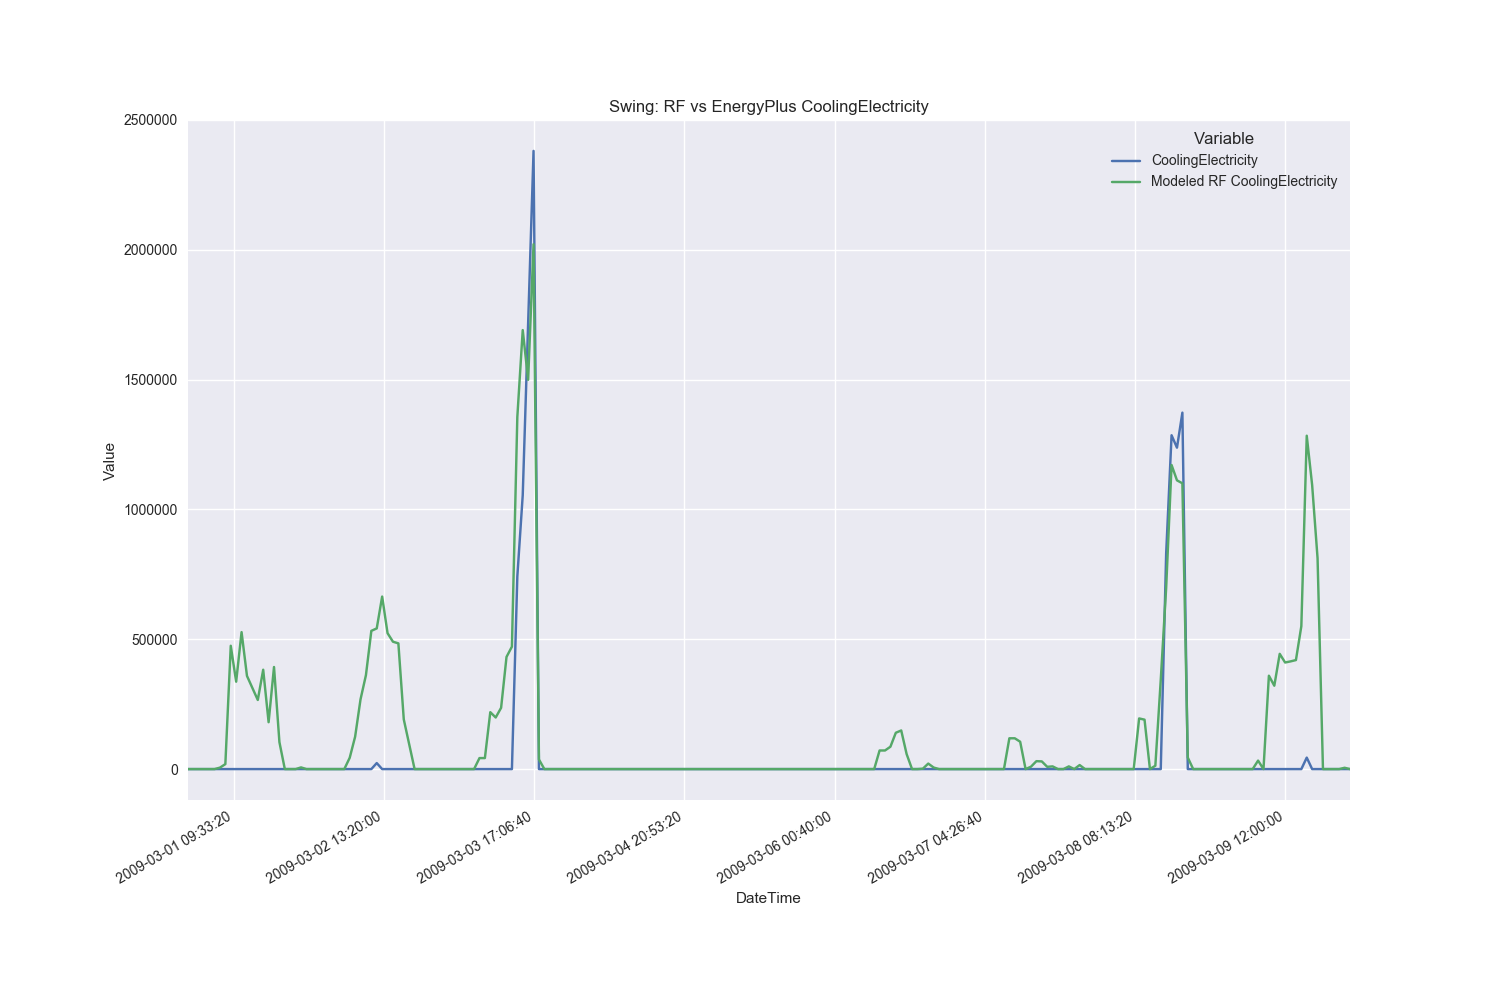 Swing: RF vs EnergyPlus CoolingElectricity
Variable
CoolingElectricity
Modeled RF CoolingElectricity
2500000
2000000
1500000
1000000
500000
0
Value
2009-03-01 09:33:20
2009-03-02 13:20:00
2009-03-03 17:06:40
2009-03-04 20:53:20
2009-03-06 00:40:00
2009-03-07 04:26:40
2009-03-08 08:13:20
2009-03-09 12:00:00
DateTime